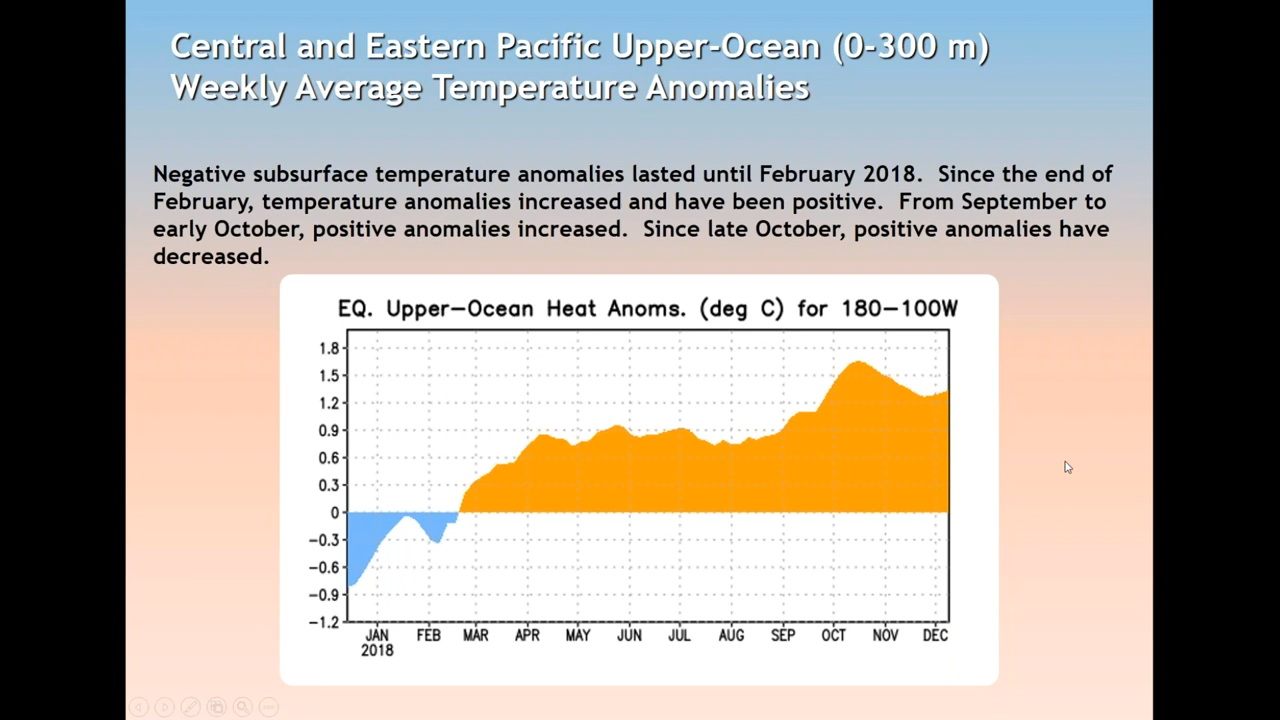 Central and Eastern Pacific Upper-Ocean (0-300 m)
Weekly Average Temperature Anomalies
Negative subsurface temperature anomalies lasted until February 2018. Since the end of
February, temperature anomalies increased and have been positive. From September to
early October, positive anomalies increased. Since late October, positive anomalies have
decreased.
EQ. Upper-Ocean Heat Anoms. (deg C) for 180-100W
1.8
1.5
1.2
0.9
0.6
0.3
0
-0.3
-0.6
-0.9
-1.2
JAN FEB MAR APR MAY JUN JUL AUG SEP OCT NOV DEC
2018